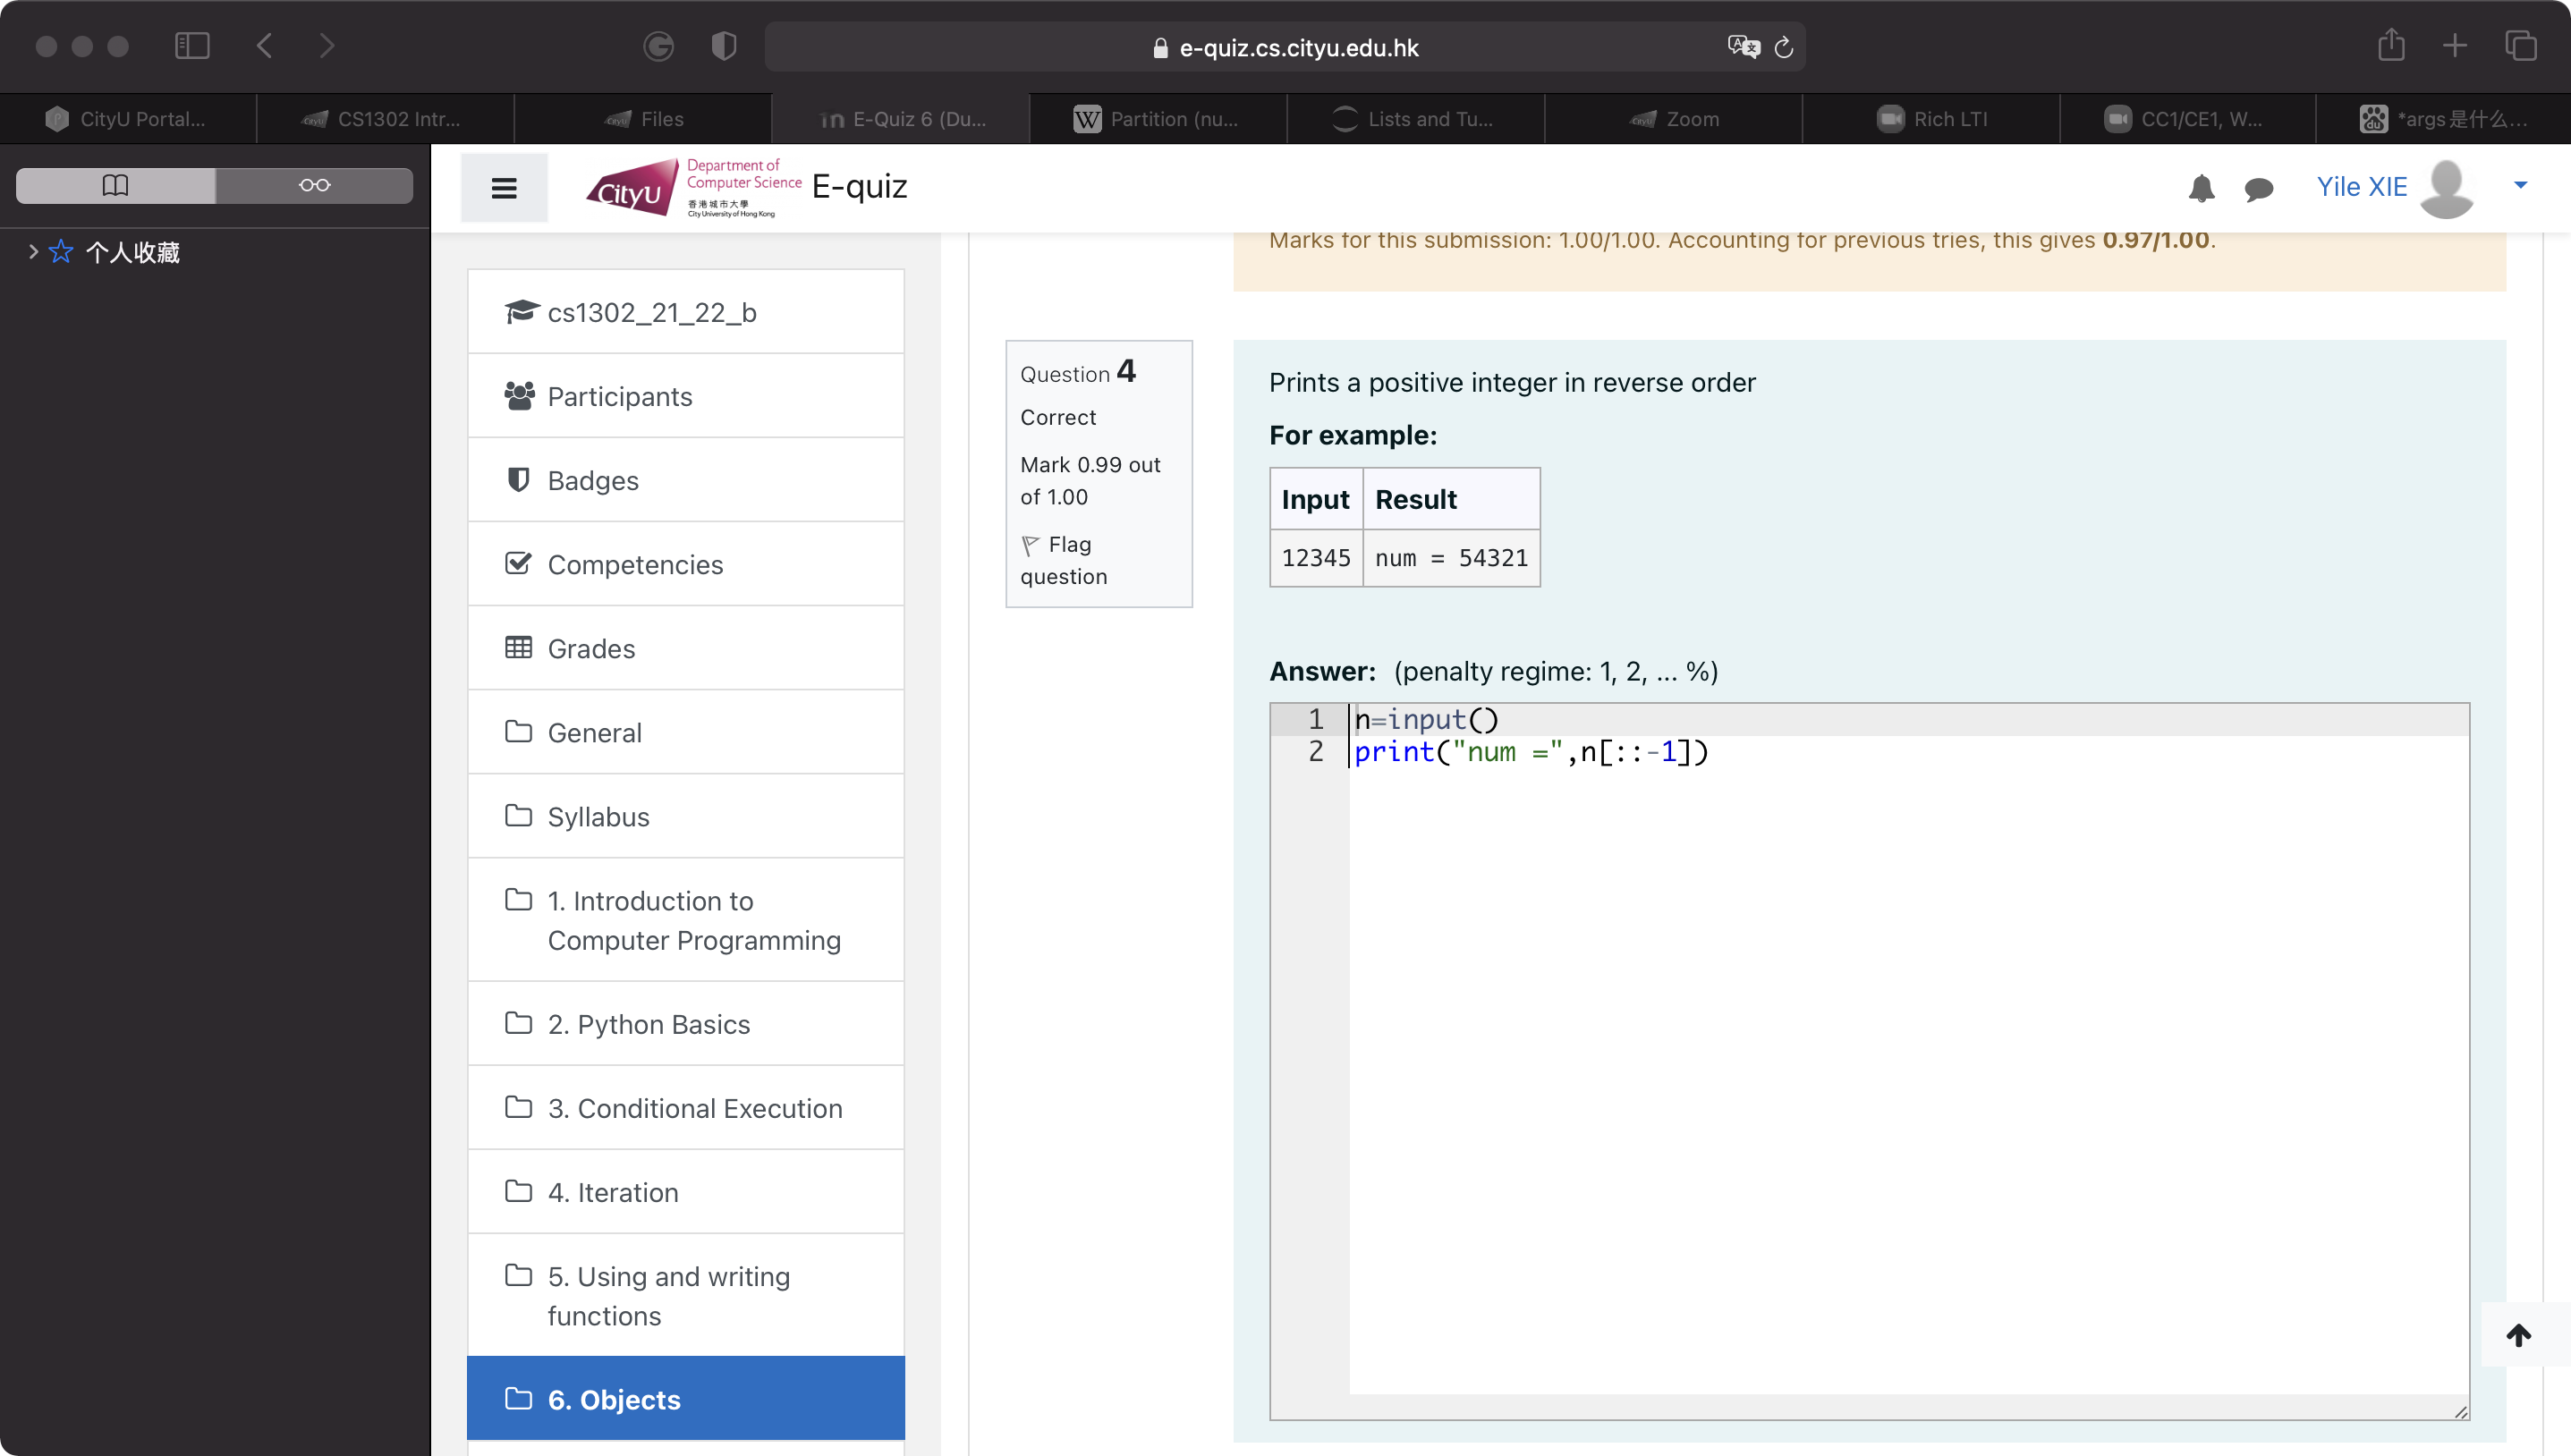 e-quiz.cs.cityu.edu.hk
CityU Portal...
CS1302 Intr...
Files
E-Quiz 6 (Du...
Partition (nu...
Lists and Tu...
Zoom
Rich LTI
CC1/CE1, W...
*args是什么...
个人收藏
CityU
Department of
Computer Science
香港城市大學
City University of Hong Kong
E-quiz
Yile XIE
cs1302_21_22_b
Participants
Badges
Competencies
Grades
General
Syllabus
1. Introduction to
Computer Programming
2. Python Basics
3. Conditional Execution
4. Iteration
5. Using and writing
functions
6. Objects
Marks for this submission: 1.00/1.00. Accounting for previous tries, this gives 0.97/1.00.
Question 4
Correct
Mark 0.99 out
of 1.00
Flag
question
Prints a positive integer in reverse order
For example:
Input Result
12345 num = 54321
Answer: (penalty regime: 1, 2, ... %)
1 n=input()
2 print("num =",n[::-1])